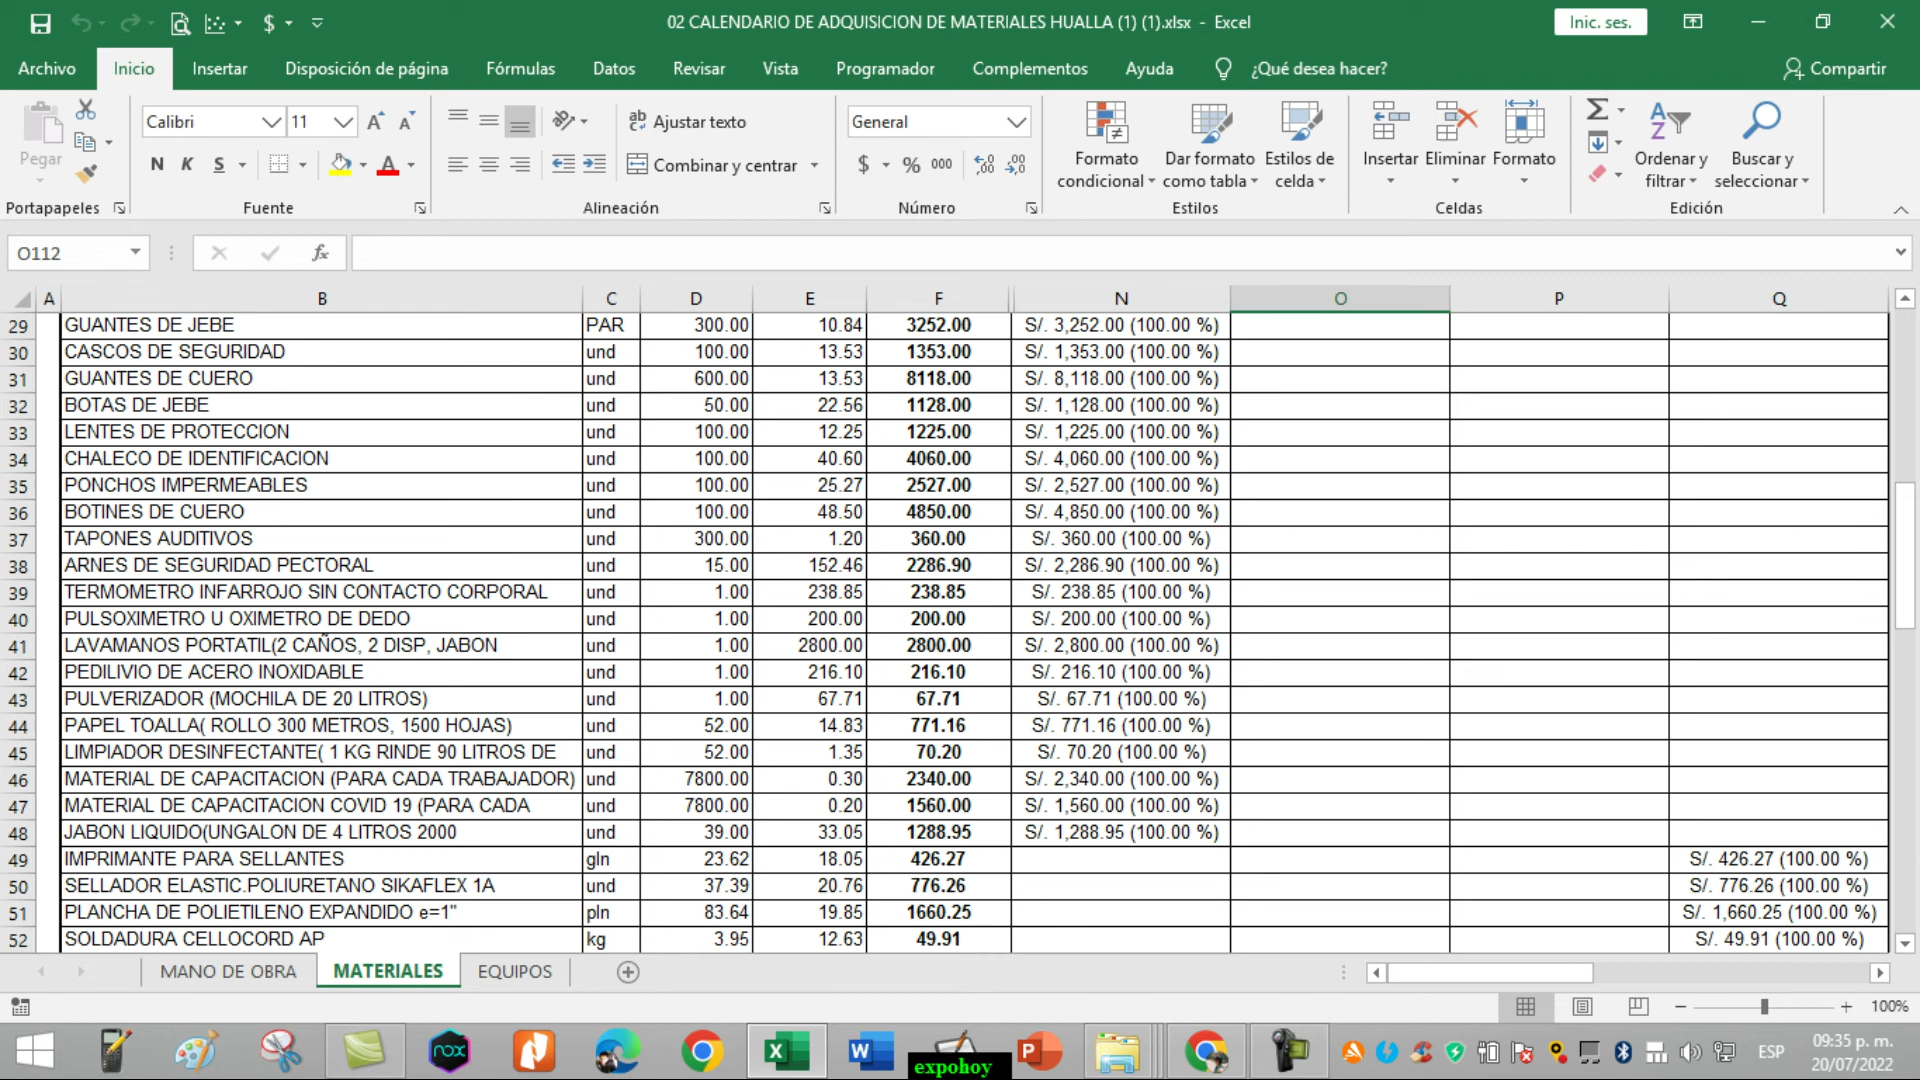 02 CALENDARIO DE ADQUISICION DE MATERIALES HUALLA (1) (1).xlsx - Excel
Inic. ses.
Archivo Inicio Insertar Disposición de página Fórmulas Datos Revisar Vista Programador Complementos Ayuda ¿Qué desea hacer? Compartir
Pegar
Calibri 11
N K S
Ajustar texto
Combinar y centrar
General
$ % 000
Formato condicional
Dar formato como tabla
Estilos de celda
Insertar Eliminar Formato
Ordenar y filtrar
Buscar y seleccionar
Portapapeles Fuente Alineación Número Estilos Celdas Edición
O112 fx
A B C D E F N O P Q
29 GUANTES DE JEBE PAR 300.00 10.84 3252.00 S/. 3,252.00 (100.00 %)
30 CASCOS DE SEGURIDAD und 100.00 13.53 1353.00 S/. 1,353.00 (100.00 %)
31 GUANTES DE CUERO und 600.00 13.53 8118.00 S/. 8,118.00 (100.00 %)
32 BOTAS DE JEBE und 50.00 22.56 1128.00 S/. 1,128.00 (100.00 %)
33 LENTES DE PROTECCION und 100.00 12.25 1225.00 S/. 1,225.00 (100.00 %)
34 CHALECO DE IDENTIFICACION und 100.00 40.60 4060.00 S/. 4,060.00 (100.00 %)
35 PONCHOS IMPERMEABLES und 100.00 25.27 2527.00 S/. 2,527.00 (100.00 %)
36 BOTINES DE CUERO und 100.00 48.50 4850.00 S/. 4,850.00 (100.00 %)
37 TAPONES AUDITIVOS und 300.00 1.20 360.00 S/. 360.00 (100.00 %)
38 ARNES DE SEGURIDAD PECTORAL und 15.00 152.46 2286.90 S/. 2,286.90 (100.00 %)
39 TERMOMETRO INFARROJO SIN CONTACTO CORPORAL und 1.00 238.85 238.85 S/. 238.85 (100.00 %)
40 PULSOXIMETRO U OXIMETRO DE DEDO und 1.00 200.00 200.00 S/. 200.00 (100.00 %)
41 LAVAMANOS PORTATIL(2 CAÑOS, 2 DISP, JABON und 1.00 2800.00 2800.00 S/. 2,800.00 (100.00 %)
42 PEDILIVIO DE ACERO INOXIDABLE und 1.00 216.10 216.10 S/. 216.10 (100.00 %)
43 PULVERIZADOR (MOCHILA DE 20 LITROS) und 1.00 67.71 67.71 S/. 67.71 (100.00 %)
44 PAPEL TOALLA( ROLLO 300 METROS, 1500 HOJAS) und 52.00 14.83 771.16 S/. 771.16 (100.00 %)
45 LIMPIADOR DESINFECTANTE( 1 KG RINDE 90 LITROS DE und 52.00 1.35 70.20 S/. 70.20 (100.00 %)
46 MATERIAL DE CAPACITACION (PARA CADA TRABAJADOR) und 7800.00 0.30 2340.00 S/. 2,340.00 (100.00 %)
47 MATERIAL DE CAPACITACION COVID 19 (PARA CADA und 7800.00 0.20 1560.00 S/. 1,560.00 (100.00 %)
48 JABON LIQUIDO(UNGALON DE 4 LITROS 2000 und 39.00 33.05 1288.95 S/. 1,288.95 (100.00 %)
49 IMPRIMANTE PARA SELLANTES gln 23.62 18.05 426.27 S/. 426.27 (100.00 %)
50 SELLADOR ELASTIC.POLIURETANO SIKAFLEX 1A und 37.39 20.76 776.26 S/. 776.26 (100.00 %)
51 PLANCHA DE POLIETILENO EXPANDIDO e=1" pln 83.64 19.85 1660.25 S/. 1,660.25 (100.00 %)
52 SOLDADURA CELLOCORD AP kg 3.95 12.63 49.91 S/. 49.91 (100.00 %)
MANO DE OBRA MATERIALES EQUIPOS
100%
nox
expohoy
ESP
09:35 p. m.
20/07/2022